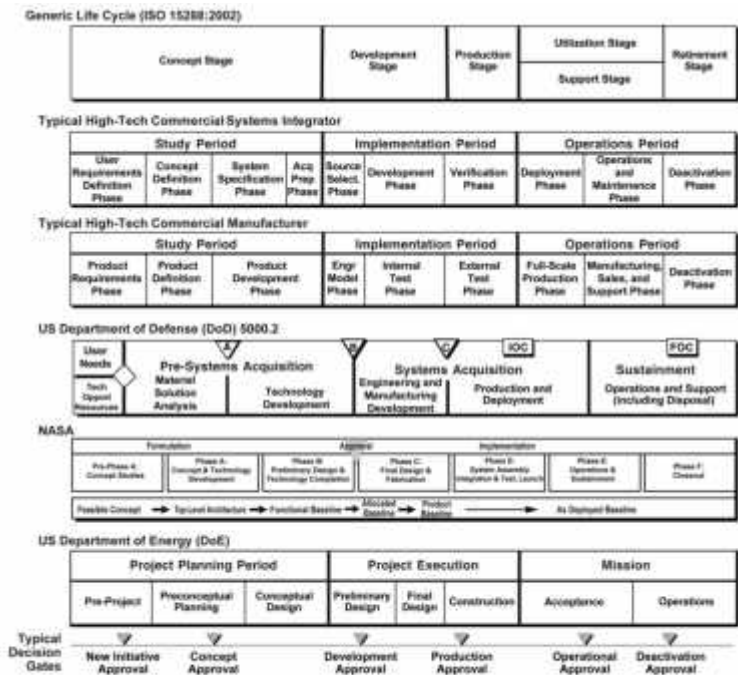 Generic Life Cycle (ISO 15288:2002)
Concept Stage
Development
Stage
Production
Stage
Utilization Stage
Support Stage
Retirement
Stage
Typical High-Tech Commercial Systems Integrator
Study Period
Implementation Period
Operations Period
User
Requirements
Definition
Phase
Concept
Definition
Phase
System
Specification
Phase
Acq
Prep
Phase
Source
Select.
Phase
Development
Phase
Verification
Phase
Deployment
Phase
Operations
and
Maintenance
Phase
Deactivation
Phase
Typical High-Tech Commercial Manufacturer
Study Period
Implementation Period
Operations Period
Product
Requirements
Phase
Product
Definition
Phase
Product
Development
Phase
Engr
Model
Phase
Internal
Test
Phase
External
Test
Phase
Full-Scale
Production
Phase
Manufacturing,
Sales, and
Support Phase
Deactivation
Phase
US Department of Defense (DoD) 5000.2
User
Needs
Tech
Opport
Resources
A
B
C
IOC
FOC
Pre-Systems Acquisition
Systems Acquisition
Sustainment
Materiel
Solution
Analysis
Technology
Development
Engineering and
Manufacturing
Development
Production and
Deployment
Operations and Support
(including Disposal)
NASA
Formulation
Approval
Implementation
Pre-Phase A:
Concept Studies
Phase A:
Concept & Technology
Development
Phase B:
Preliminary Design &
Technology Completion
Phase C:
Final Design &
Fabrication
Phase D:
System Assembly
Integration & Test, Launch
Phase E:
Operations &
Sustainment
Phase F:
Closeout
Feasible Concept
Top Level Architecture
Functional Baseline
Allocated
Baseline
Product
Baseline
As Deployed Baseline
US Department of Energy (DoE)
Project Planning Period
Project Execution
Mission
Pre-Project
Preconceptual
Planning
Conceptual
Design
Preliminary
Design
Final
Design
Construction
Acceptance
Operations
Typical
Decision
Gates
New Initiative
Approval
Concept
Approval
Development
Approval
Production
Approval
Operational
Approval
Deactivation
Approval